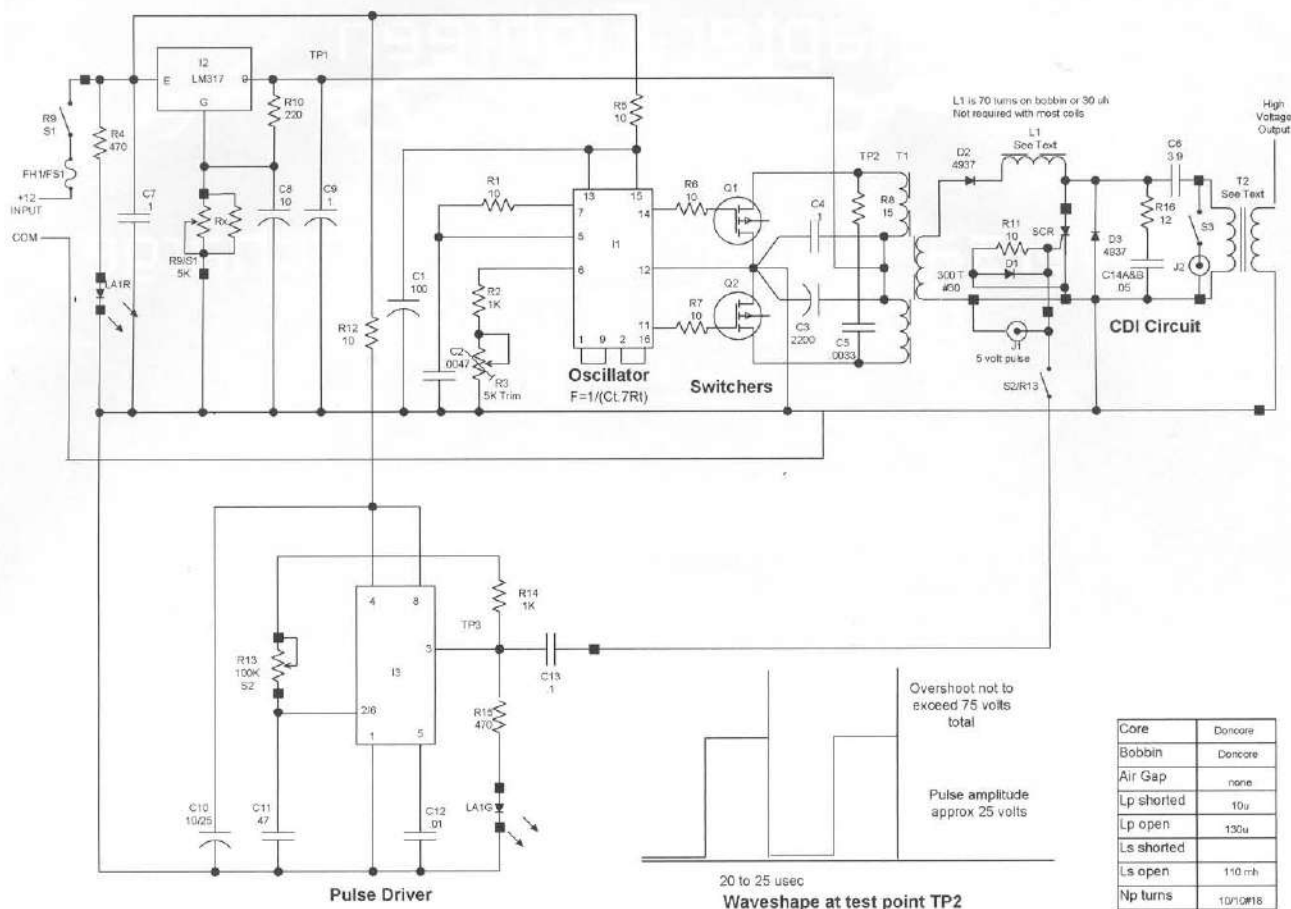 I2
LM317
E
9
G
TP1
R9
S1
FH1/FS1
+12
INPUT
COM
R4
470
C7
.1
R10
220
Rx
R9/S1
5K
C8
10
C9
1
LA1R
R5
10
R1
10
13
15
7
5
6
14
12
11
I1
1
9
2
16
C1
100
R2
1K
C2
.0047
R3
5K Trim
R12
10
Oscillator
F=1/(Ct.7Rt)
R6
10
Q1
R7
10
Q2
Switchers
TP2
T1
R8
15
C4
1
C3
2200
C5
.0033
L1 is 70 turns on bobbin or 30 uh
Not required with most coils
D2
4937
L1
See Text
C6
3.9
High
Voltage
Output
T2
See Text
R11
10
SCR
D1
D3
4937
R16
12
C14A&B
.05
S3
J2
300 T
#30
J1
5 volt pulse
S2/R13
CDI Circuit
4
8
I3
3
2/6
1
5
R14
1K
TP3
C13
.1
R13
100K
S2
R15
470
LA1G
C10
10/25
C11
.47
C12
.01
Pulse Driver
Overshoot not to
exceed 75 volts
total
Pulse amplitude
approx 25 volts
20 to 25 usec
Waveshape at test point TP2
Core Doncore
Bobbin Doncore
Air Gap none
Lp shorted 10u
Lp open 130u
Ls shorted
Ls open 110 mh
Np turns 10/10#18